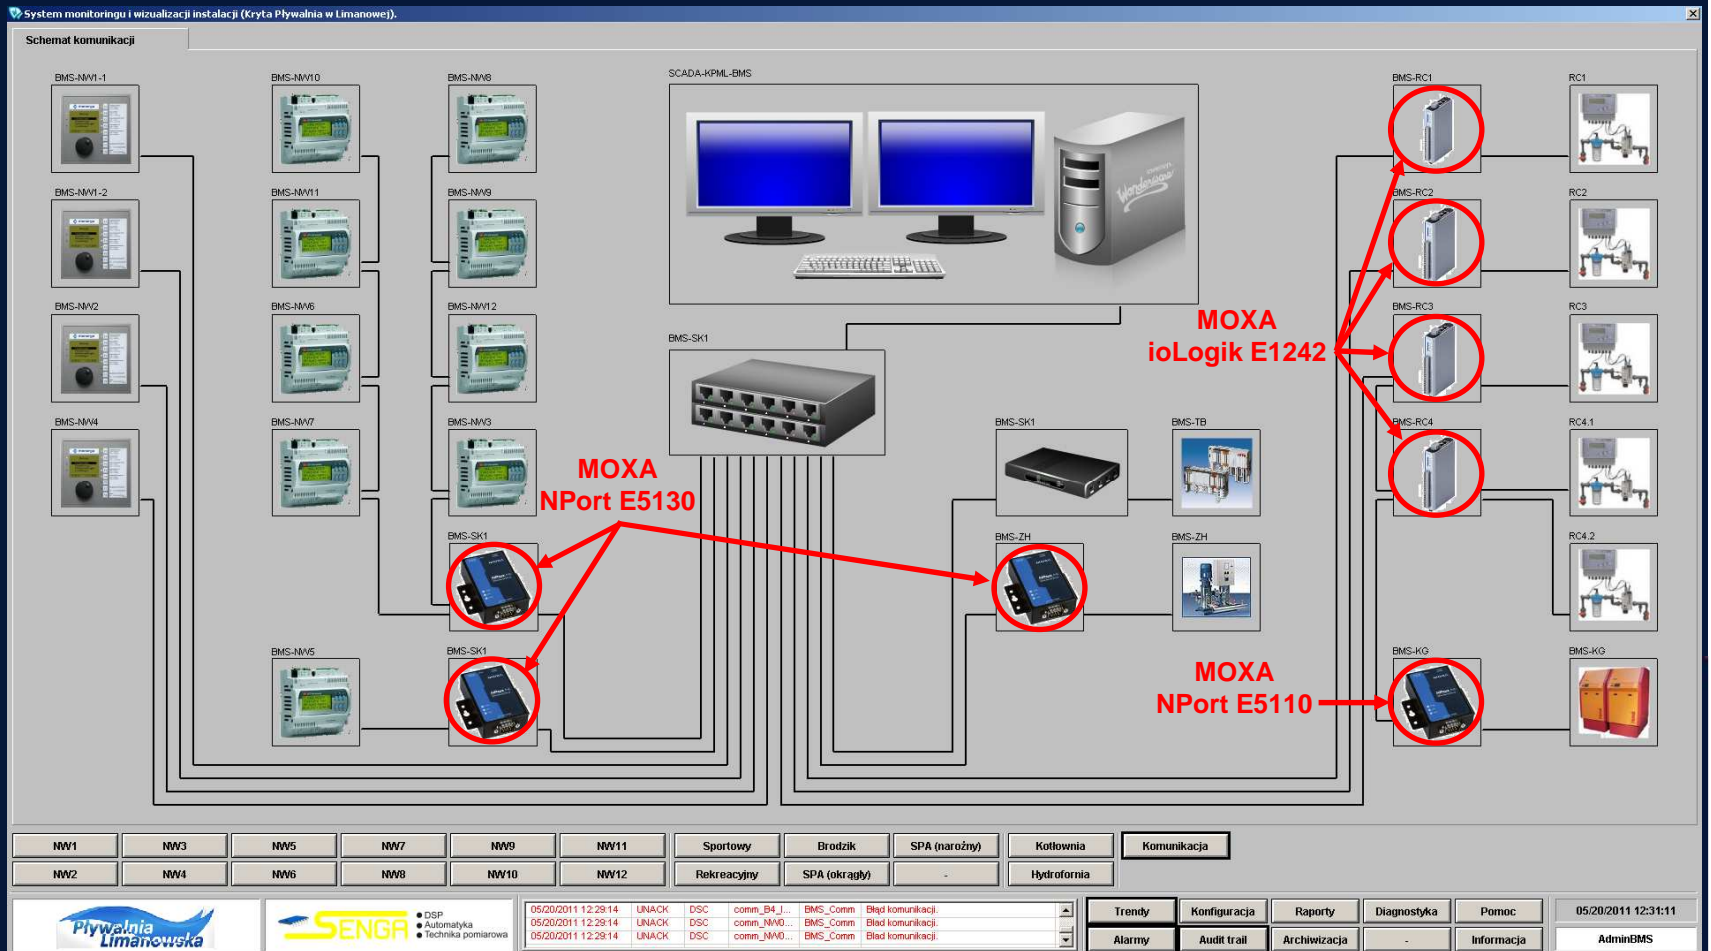 System monitoringu i wizualizacji instalacji (Kryta Pływalnia w Limanowej).
Schemat komunikacji
BMS-NW1-1
BMS-NW10
BMS-NW8
SCADA-KPML-BMS
BMS-RC1
RC1
BMS-NW1-2
BMS-NW11
BMS-NW9
BMS-RC2
RC2
BMS-NW2
BMS-NW6
BMS-NW12
BMS-RC3
RC3
MOXA
ioLogik E1242
BMS-SK1
BMS-NW4
BMS-NW7
BMS-NW3
BMS-SK1
BMS-TB
BMS-RC4
RC4.1
MOXA
NPort E5130
BMS-SK1
BMS-ZH
BMS-ZH
RC4.2
BMS-NW5
BMS-SK1
MOXA
NPort E5110
BMS-KG
BMS-KG
NW1 NW3 NW5 NW7 NW9 NW11 Sportowy Brodzik SPA (narożny) Kotłownia Komunikacja
NW2 NW4 NW6 NW8 NW10 NW12 Rekreacyjny SPA (okrągły) - Hydrofornia
Pływalnia
Limanowska
SENGA
• DSP
• Automatyka
• Technika pomiarowa
05/20/2011 12:29:14 UNACK DSC comm_B4_I... BMS_Comm Błąd komunikacji.
05/20/2011 12:29:14 UNACK DSC comm_NW0... BMS_Comm Błąd komunikacji.
05/20/2011 12:29:14 UNACK DSC comm_NW0... BMS_Comm Błąd komunikacji.
Trendy Konfiguracja Raporty Diagnostyka Pomoc 05/20/2011 12:31:11
Alarmy Audit trail Archiwizacja - Informacja AdminBMS